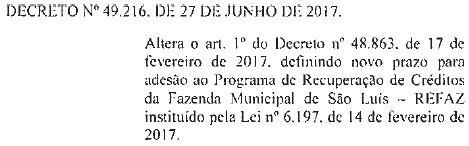 DECRETO Nº 49.216, DE 27 DE JUNHO DE 2017.
Altera o art. 1º do Decreto nº 48.863, de 17 de
fevereiro de 2017, definindo novo prazo para
adesão ao Programa de Recuperação de Créditos
da Fazenda Municipal de São Luís – REFAZ
instituído pela Lei nº 6.197, de 14 de fevereiro de
2017.